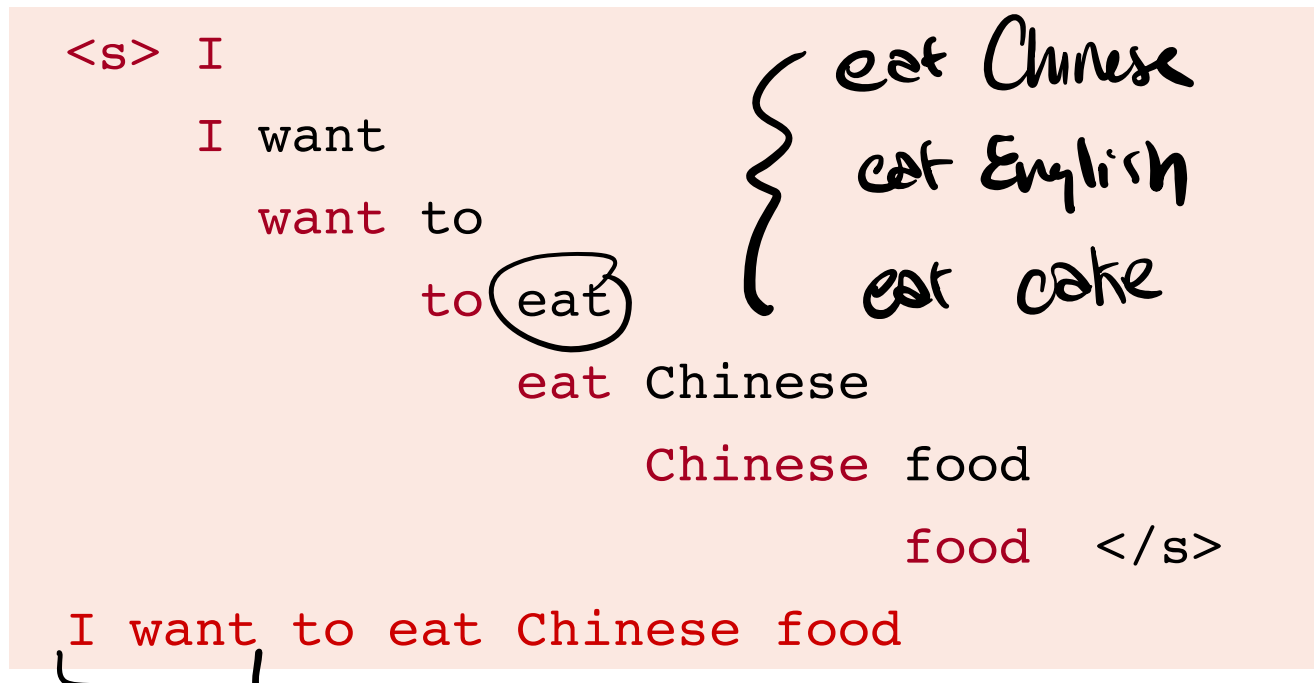 <s> I
I want
want to
to eat
eat Chinese
Chinese food
food </s>
I want to eat Chinese food
eat Chinese
eat English
eat cake